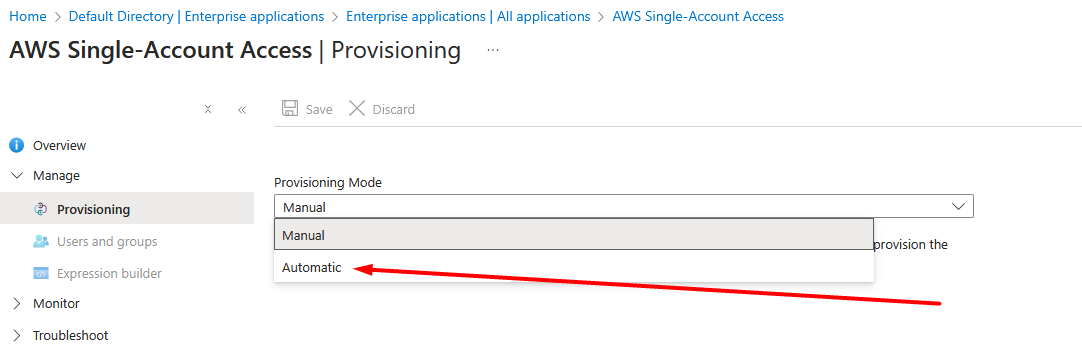 Home > Default Directory | Enterprise applications > Enterprise applications | All applications > AWS Single-Account Access
AWS Single-Account Access | Provisioning ...
Save Discard
Overview
Manage
Provisioning
Users and groups
Expression builder
Monitor
Troubleshoot
Provisioning Mode
Manual
Manual
provision the
Automatic